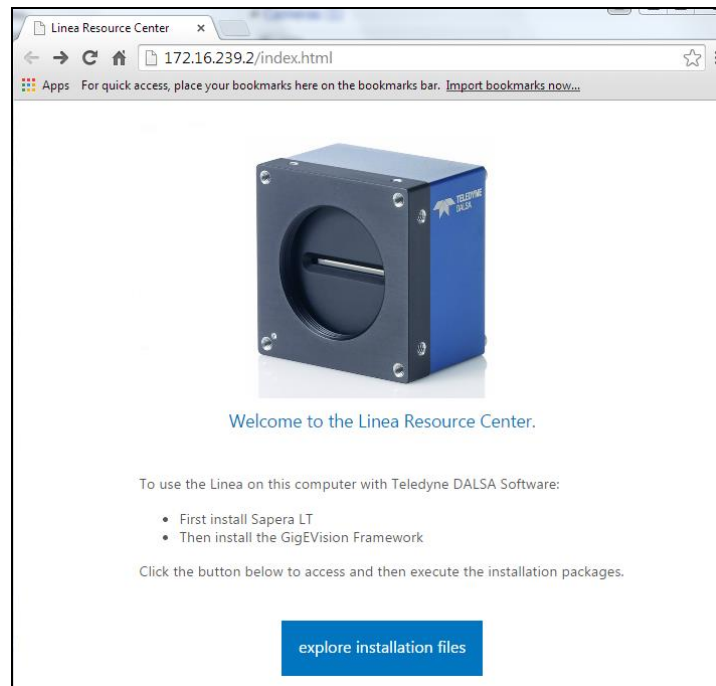 Linea Resource Center
172.16.239.2/index.html
Apps For quick access, place your bookmarks here on the bookmarks bar. Import bookmarks now...
TELEDYNE
DALSA
Welcome to the Linea Resource Center.
To use the Linea on this computer with Teledyne DALSA Software:
• First install Sapera LT
• Then install the GigEVision Framework
Click the button below to access and then execute the installation packages.
explore installation files